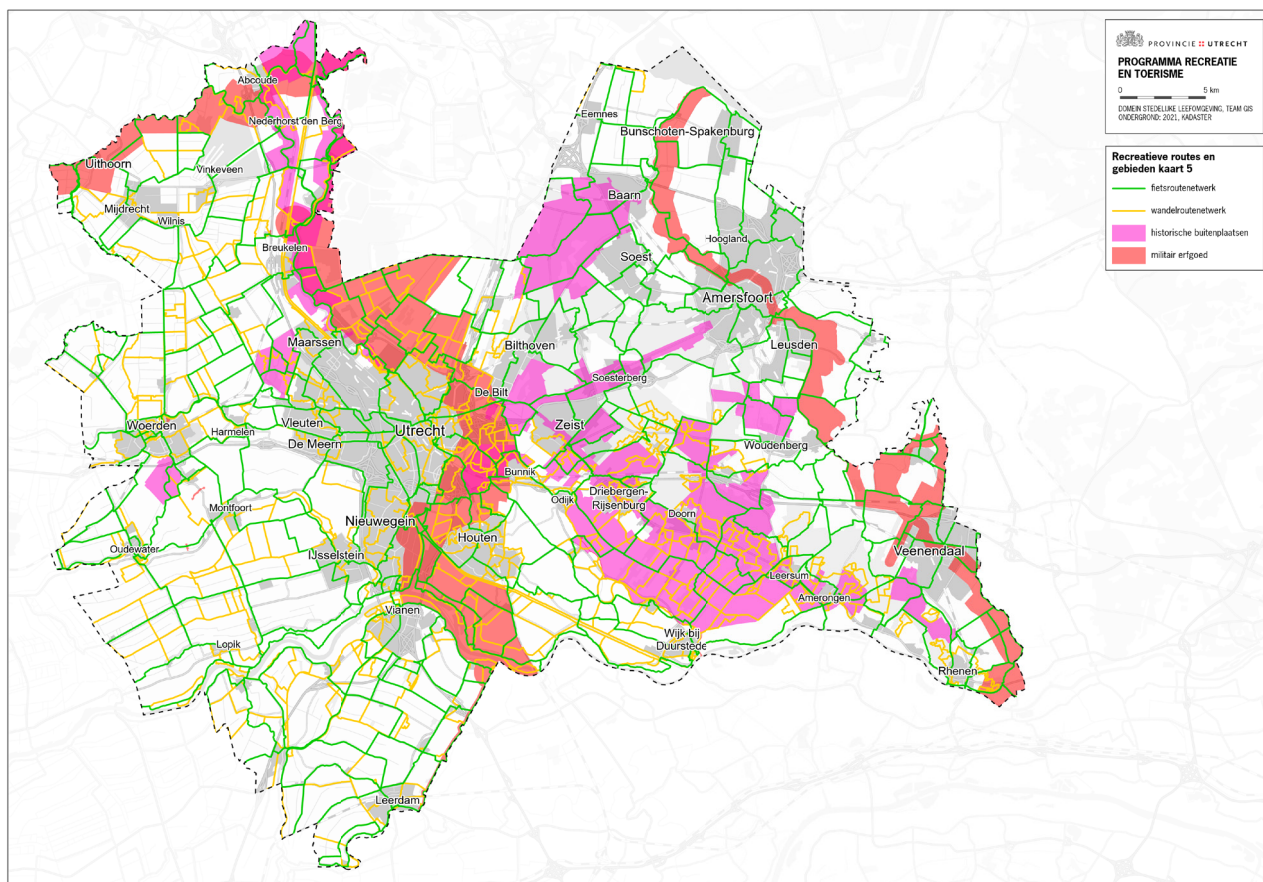 PROVINCIE UTRECHT
PROGRAMMA RECREATIE
EN TOERISME
0 5 km
DOMEIN STEDELIJKE LEEFOMGEVING, TEAM GIS
ONDERGROND: 2021, KADASTER
Recreatieve routes en
gebieden kaart 5
fietsroutenetwerk
wandelroutenetwerk
historische buitenplaatsen
militair erfgoed
Abcoude
Nederhorst den Berg
Eemnes
Bunschoten-Spakenburg
Uithoorn
Vinkeveen
Baarn
Mijdrecht
Wilnis
Hoogland
Breukelen
Soest
Amersfoort
Maarssen
Bilthoven
Leusden
Soesterberg
De Bilt
Woerden
Vleuten
Harmelen
Utrecht
Zeist
De Meern
Woudenberg
Bunnik
Driebergen-
Rijsenburg
Odijk
Montfoort
Doorn
Nieuwegein
Houten
Oudewater
IJsselstein
Veenendaal
Leersum
Amerongen
Vianen
Wijk bij
Duurstede
Lopik
Rhenen
Leerdam